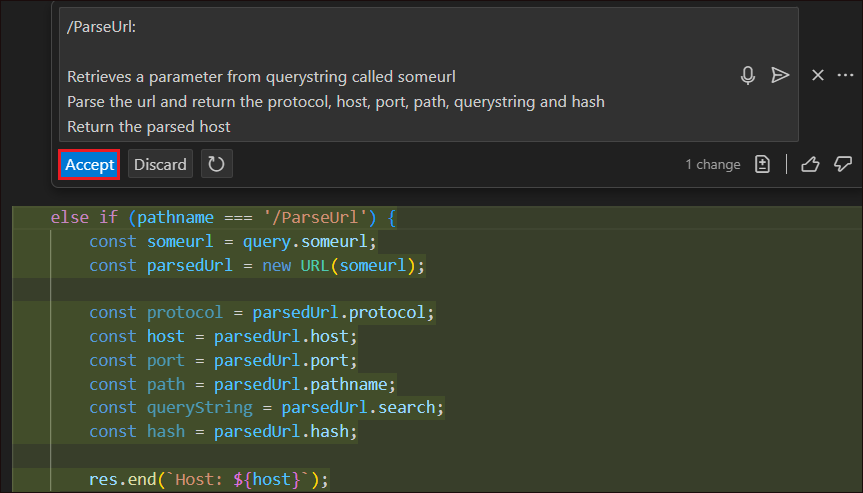 /ParseUrl:
Retrieves a parameter from querystring called someurl
Parse the url and return the protocol, host, port, path, querystring and hash
Return the parsed host
Accept Discard 1 change
else if (pathname === '/ParseUrl') {
const someurl = query.someurl;
const parsedUrl = new URL(someurl);
const protocol = parsedUrl.protocol;
const host = parsedUrl.host;
const port = parsedUrl.port;
const path = parsedUrl.pathname;
const queryString = parsedUrl.search;
const hash = parsedUrl.hash;
res.end(`Host: ${host}`);